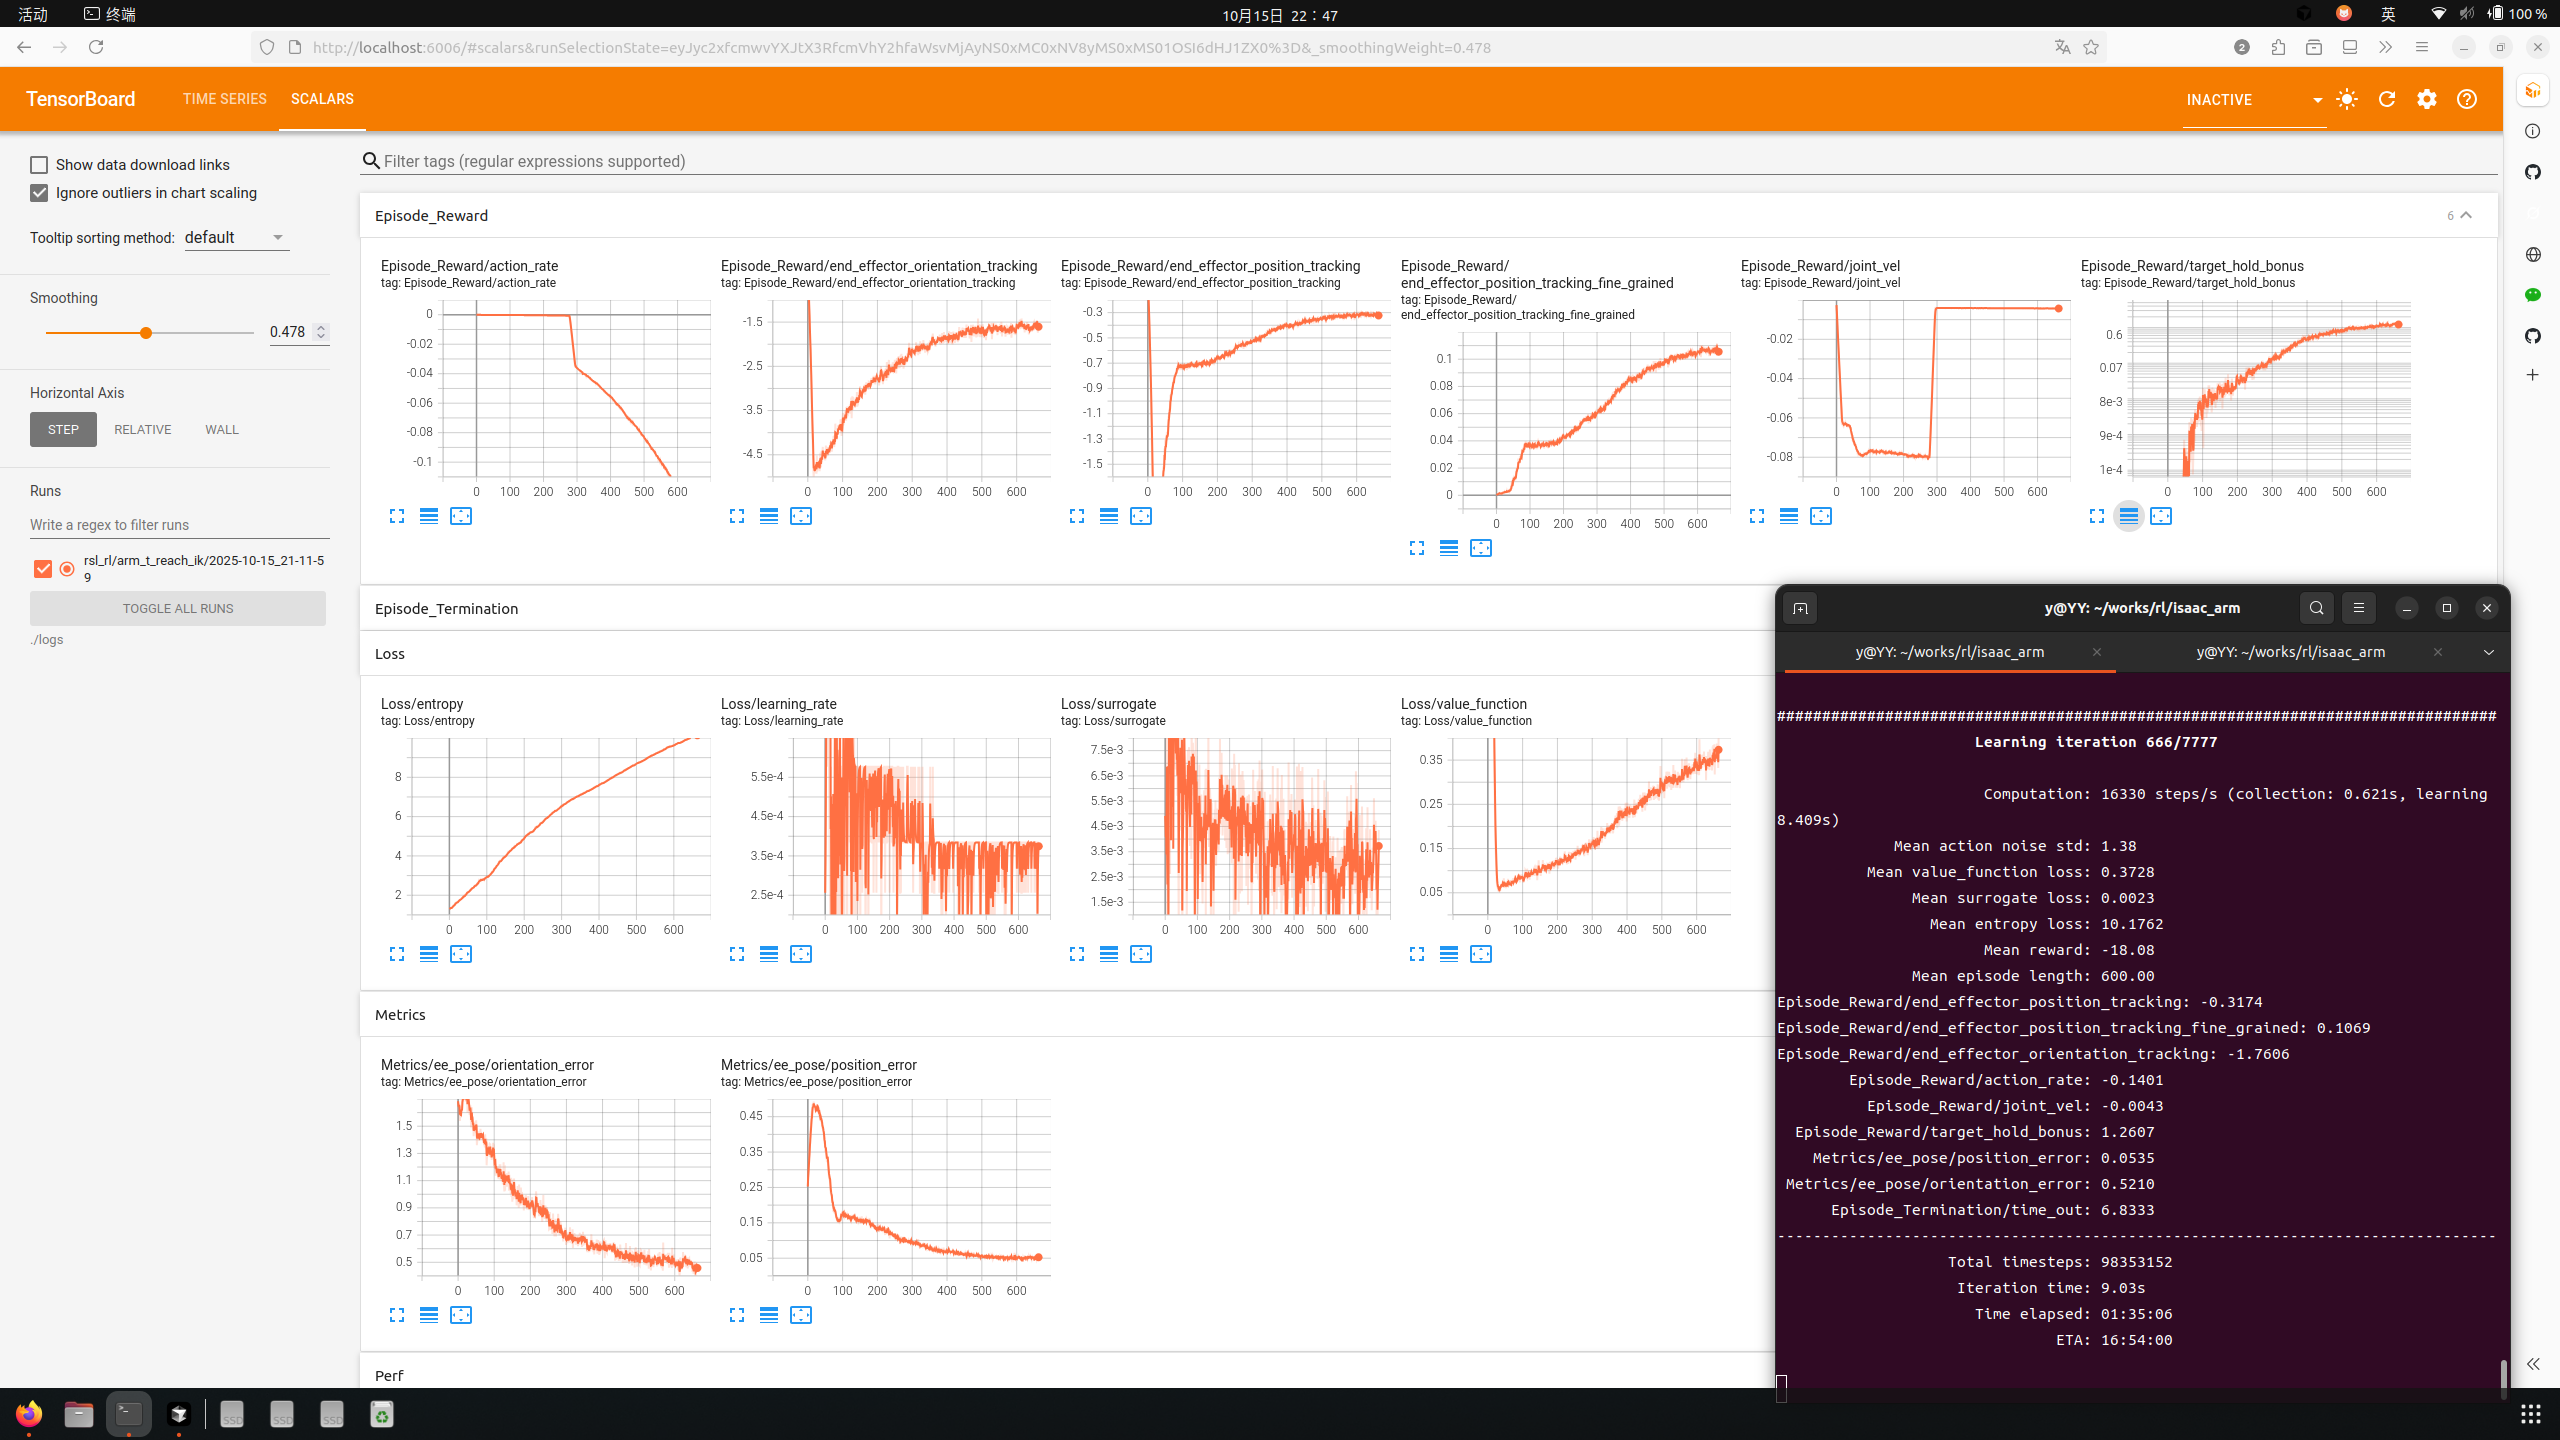 活动
终端
10月15日 22：47
英
100 %
http://localhost:6006/#scalars&runSelectionState=eyJyc2xfcmwvYXJtX3RfcmVhY2hfaWsvMjAyNS0xMC0xNV8yMS0xMS01OSI6dHJ1ZX0%3D&_smoothingWeight=0.478
2
TensorBoard
TIME SERIES
SCALARS
INACTIVE
Show data download links
Ignore outliers in chart scaling
Tooltip sorting method: default
Smoothing
0.478
Horizontal Axis
STEP
RELATIVE
WALL
Runs
Write a regex to filter runs
rsl_rl/arm_t_reach_ik/2025-10-15_21-11-5
9
TOGGLE ALL RUNS
./logs
Filter tags (regular expressions supported)
Episode_Reward
6
Episode_Reward/action_rate
tag: Episode_Reward/action_rate
0
-0.02
-0.04
-0.06
-0.08
-0.1
0 100 200 300 400 500 600
Episode_Reward/end_effector_orientation_tracking
tag: Episode_Reward/end_effector_orientation_tracking
-1.5
-2.5
-3.5
-4.5
0 100 200 300 400 500 600
Episode_Reward/end_effector_position_tracking
tag: Episode_Reward/end_effector_position_tracking
-0.3
-0.5
-0.7
-0.9
-1.1
-1.3
-1.5
0 100 200 300 400 500 600
Episode_Reward/
end_effector_position_tracking_fine_grained
tag: Episode_Reward/
end_effector_position_tracking_fine_grained
0.1
0.08
0.06
0.04
0.02
0
0 100 200 300 400 500 600
Episode_Reward/joint_vel
tag: Episode_Reward/joint_vel
-0.02
-0.04
-0.06
-0.08
0 100 200 300 400 500 600
Episode_Reward/target_hold_bonus
tag: Episode_Reward/target_hold_bonus
0.6
0.07
8e-3
9e-4
1e-4
0 100 200 300 400 500 600
Episode_Termination
Loss
Loss/entropy
tag: Loss/entropy
8
6
4
2
0 100 200 300 400 500 600
Loss/learning_rate
tag: Loss/learning_rate
5.5e-4
4.5e-4
3.5e-4
2.5e-4
0 100 200 300 400 500 600
Loss/surrogate
tag: Loss/surrogate
7.5e-3
6.5e-3
5.5e-3
4.5e-3
3.5e-3
2.5e-3
1.5e-3
0 100 200 300 400 500 600
Loss/value_function
tag: Loss/value_function
0.35
0.25
0.15
0.05
0 100 200 300 400 500 600
Metrics
Metrics/ee_pose/orientation_error
tag: Metrics/ee_pose/orientation_error
1.5
1.3
1.1
0.9
0.7
0.5
0 100 200 300 400 500 600
Metrics/ee_pose/position_error
tag: Metrics/ee_pose/position_error
0.45
0.35
0.25
0.15
0.05
0 100 200 300 400 500 600
Perf
y@YY: ~/works/rl/isaac_arm
y@YY: ~/works/rl/isaac_arm
y@YY: ~/works/rl/isaac_arm
################################################################################
Learning iteration 666/7777
Computation: 16330 steps/s (collection: 0.621s, learning
8.409s)
Mean action noise std: 1.38
Mean value_function loss: 0.3728
Mean surrogate loss: 0.0023
Mean entropy loss: 10.1762
Mean reward: -18.08
Mean episode length: 600.00
Episode_Reward/end_effector_position_tracking: -0.3174
Episode_Reward/end_effector_position_tracking_fine_grained: 0.1069
Episode_Reward/end_effector_orientation_tracking: -1.7606
Episode_Reward/action_rate: -0.1401
Episode_Reward/joint_vel: -0.0043
Episode_Reward/target_hold_bonus: 1.2607
Metrics/ee_pose/position_error: 0.0535
Metrics/ee_pose/orientation_error: 0.5210
Episode_Termination/time_out: 6.8333
--------------------------------------------------------------------------------
Total timesteps: 98353152
Iteration time: 9.03s
Time elapsed: 01:35:06
ETA: 16:54:00
SSD
SSD
SSD